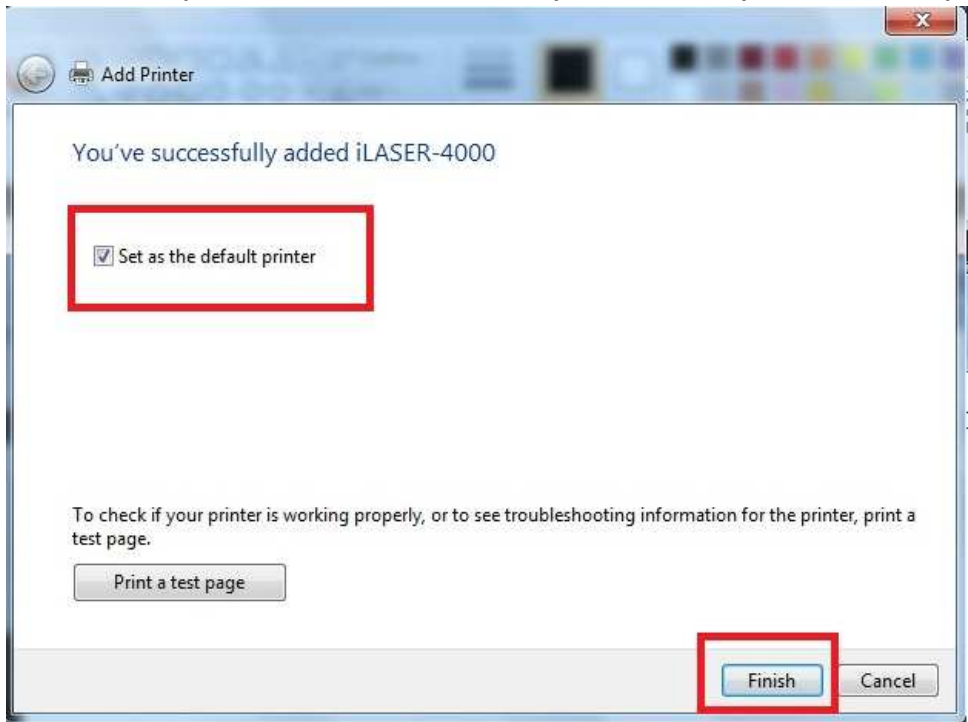 Add Printer
You've successfully added iLASER-4000
Set as the default printer
To check if your printer is working properly, or to see troubleshooting information for the printer, print a
test page.
Print a test page
Finish
Cancel